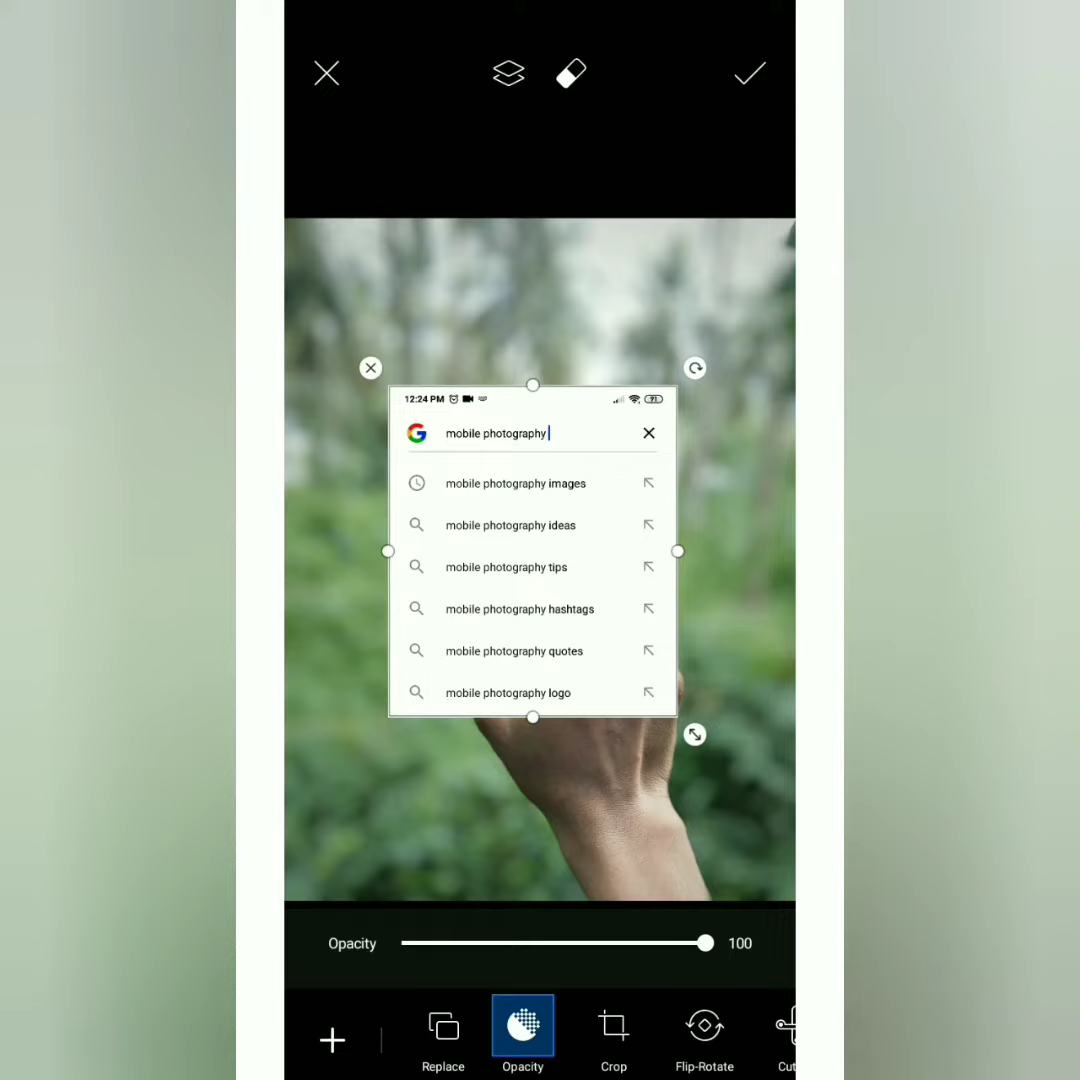 12:24 PM 91
mobile photography
mobile photography images
mobile photography ideas
mobile photography tips
mobile photography hashtags
mobile photography quotes
mobile photography logo
Opacity 100
Replace Opacity Crop Flip-Rotate Cut